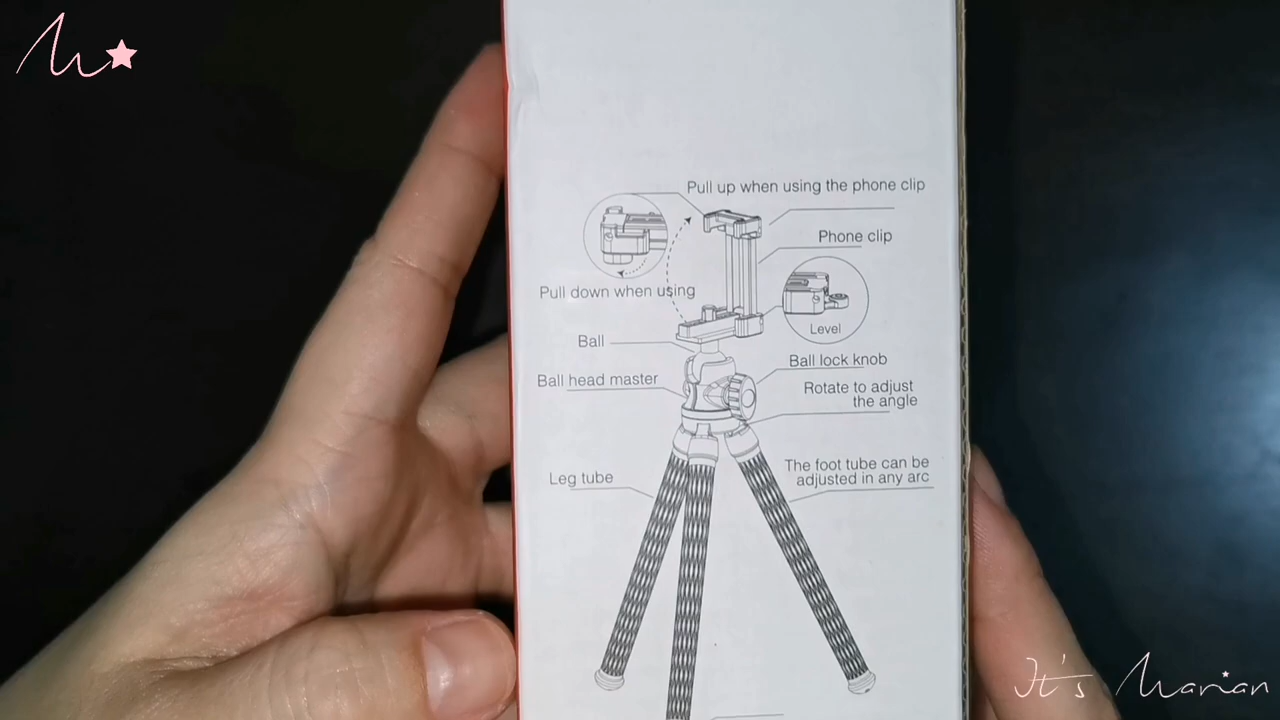 Pull up when using the phone clip
Phone clip
Pull down when using
Level
Ball
Ball lock knob
Ball head master
Rotate to adjust
the angle
The foot tube can be
adjusted in any arc
Leg tube
It's Marian